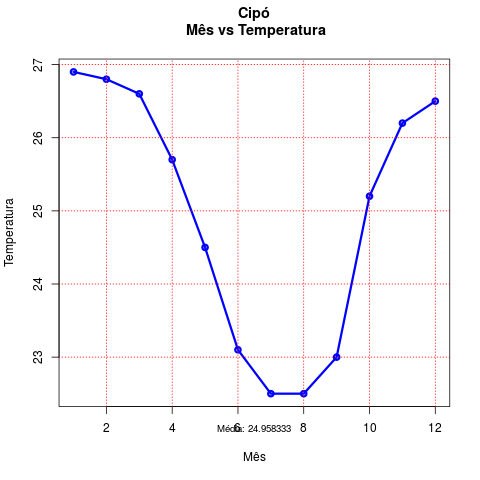 Cipó
Mês vs Temperatura
Temperatura
27
26
25
24
23
2 4 6 8 10 12
Média: 24.958333
Mês